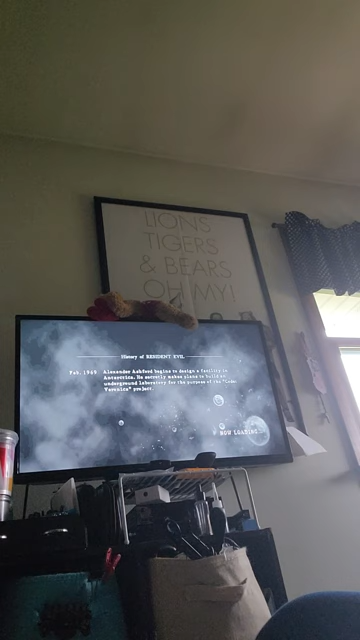 LIONS
TIGERS
& BEARS
OH MY!
History of RESIDENT EVIL
Feb. 1969 Alexander Ashford begins to design a facility in
Antarctica. He secretly makes plans to build an
underground laboratory for the purpose of the "Code:
Veronica" project.
NOW LOADING